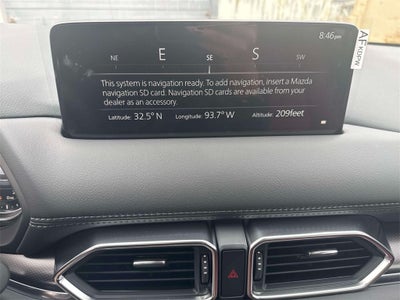 8:46pm
NE E SE S SW
This system is navigation ready. To add navigation, insert a Mazda
navigation SD card. Navigation SD cards are available from your
dealer as an accessory.
Latitude: 32.5° N Longitude: 93.7° W Altitude: 209feet